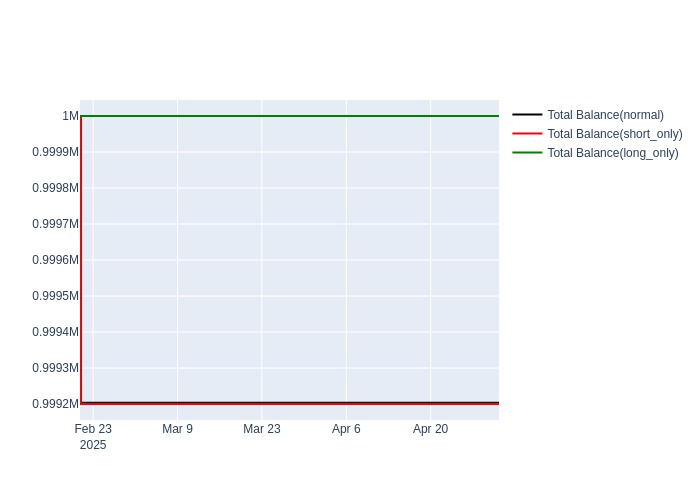 1M
0.9999M
0.9998M
0.9997M
0.9996M
0.9995M
0.9994M
0.9993M
0.9992M
Feb 23
2025
Mar 9
Mar 23
Apr 6
Apr 20
Total Balance(normal)
Total Balance(short_only)
Total Balance(long_only)